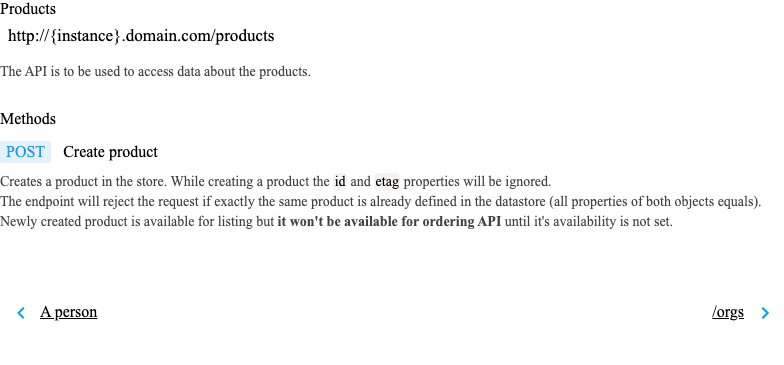 Products
http://{instance}.domain.com/products
The API is to be used to access data about the products.
Methods
POST Create product
Creates a product in the store. While creating a product the id and etag properties will be ignored.
The endpoint will reject the request if exactly the same product is already defined in the datastore (all properties of both objects equals).
Newly created product is available for listing but it won't be available for ordering API until it's availability is not set.
A person /orgs